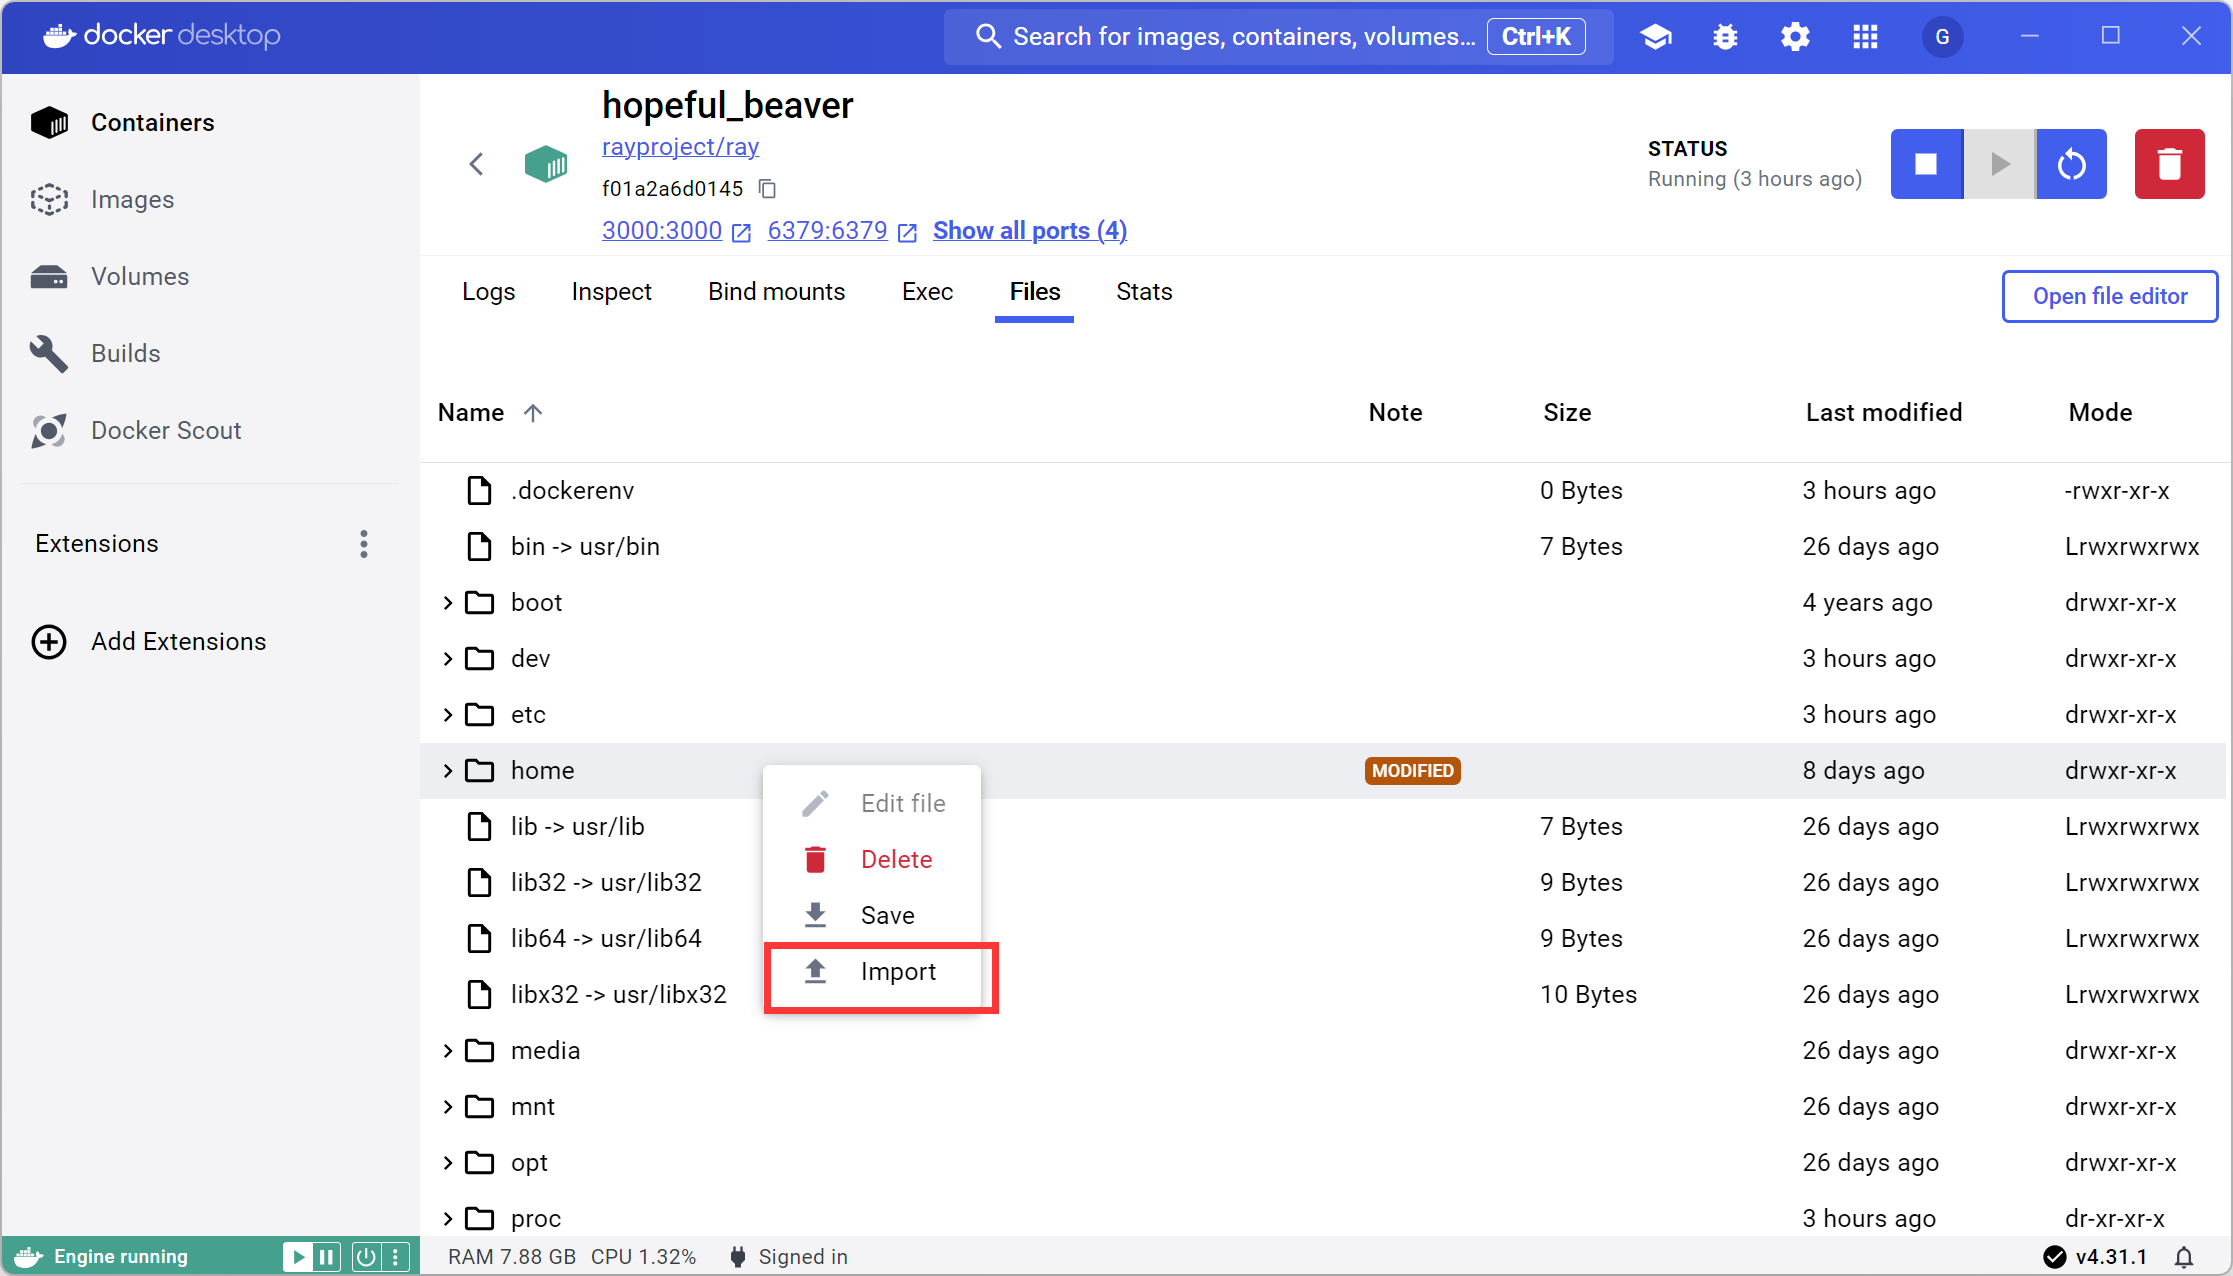 docker desktop
Search for images, containers, volumes... Ctrl+K
G
Containers
Images
Volumes
Builds
Docker Scout
Extensions
Add Extensions
hopeful_beaver
rayproject/ray
f01a2a6d0145
3000:3000 6379:6379 Show all ports (4)
STATUS
Running (3 hours ago)
Logs Inspect Bind mounts Exec Files Stats
Open file editor
Name Note Size Last modified Mode
.dockerenv 0 Bytes 3 hours ago -rwxr-xr-x
bin -> usr/bin 7 Bytes 26 days ago Lrwxrwxrwx
boot 4 years ago drwxr-xr-x
dev 3 hours ago drwxr-xr-x
etc 3 hours ago drwxr-xr-x
home MODIFIED 8 days ago drwxr-xr-x
lib -> usr/lib 7 Bytes 26 days ago Lrwxrwxrwx
lib32 -> usr/lib32 9 Bytes 26 days ago Lrwxrwxrwx
lib64 -> usr/lib64 9 Bytes 26 days ago Lrwxrwxrwx
libx32 -> usr/libx32 10 Bytes 26 days ago Lrwxrwxrwx
media 26 days ago drwxr-xr-x
mnt 26 days ago drwxr-xr-x
opt 26 days ago drwxr-xr-x
proc 3 hours ago dr-xr-xr-x
Edit file
Delete
Save
Import
Engine running
RAM 7.88 GB CPU 1.32% Signed in
v4.31.1